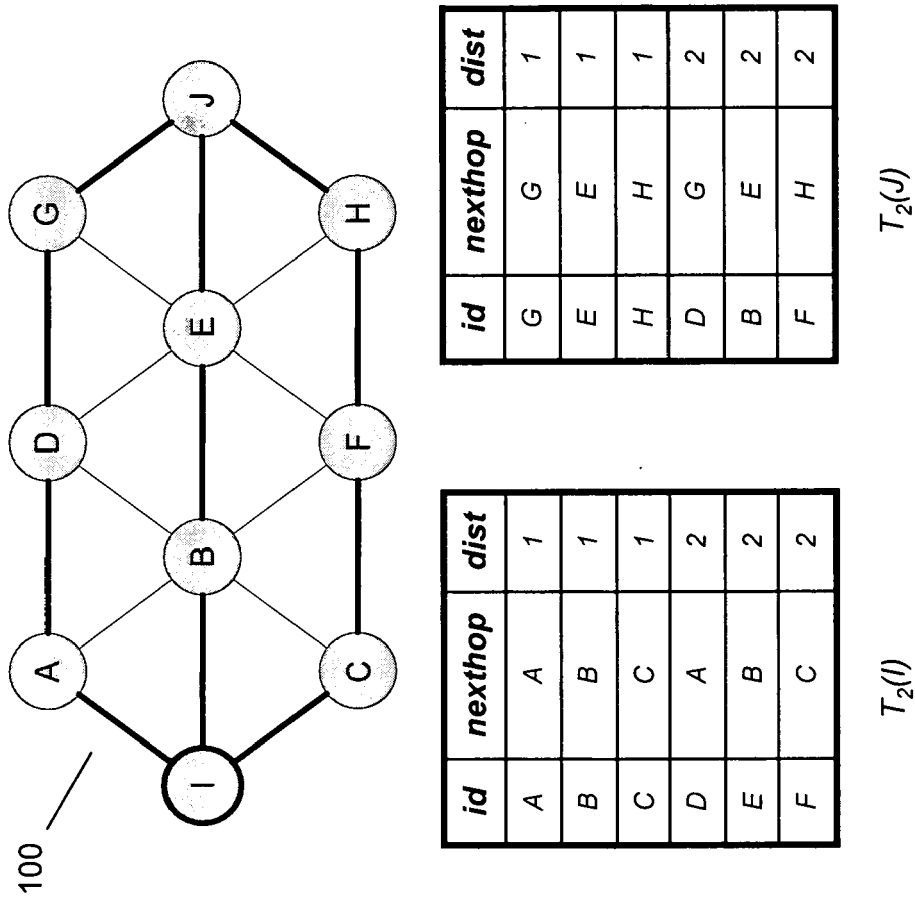 100
A D G
I B E J
C F H
id nexthop dist
A A 1
B B 1
C C 1
D A 2
E B 2
F C 2
T₂(I)
id nexthop dist
G G 1
E E 1
H H 1
D G 2
B E 2
F H 2
T₂(J)